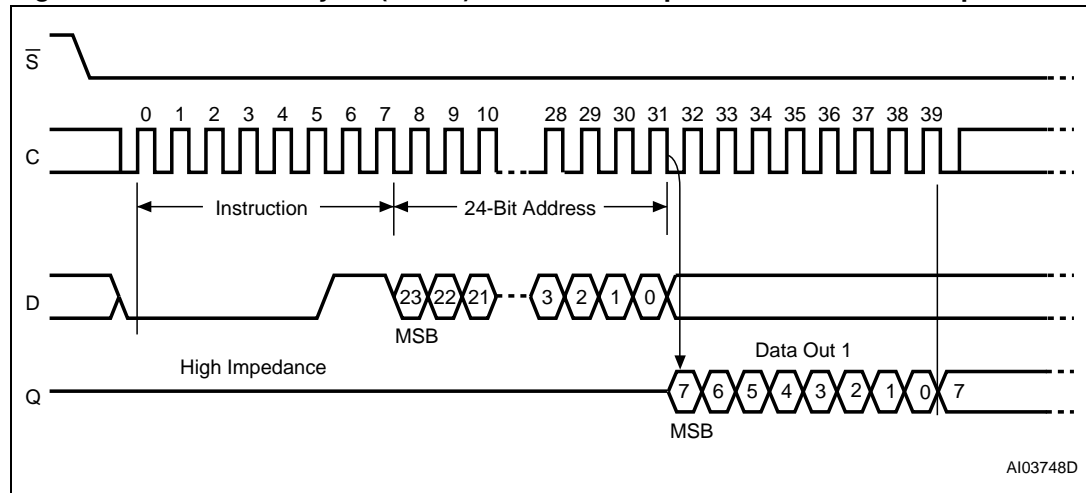 S
0 1 2 3 4 5 6 7 8 9 10 28 29 30 31 32 33 34 35 36 37 38 39
C
Instruction 24-Bit Address
D 23 22 21 3 2 1 0
MSB
High Impedance Data Out 1
Q 7 6 5 4 3 2 1 0 7
MSB
AI03748D